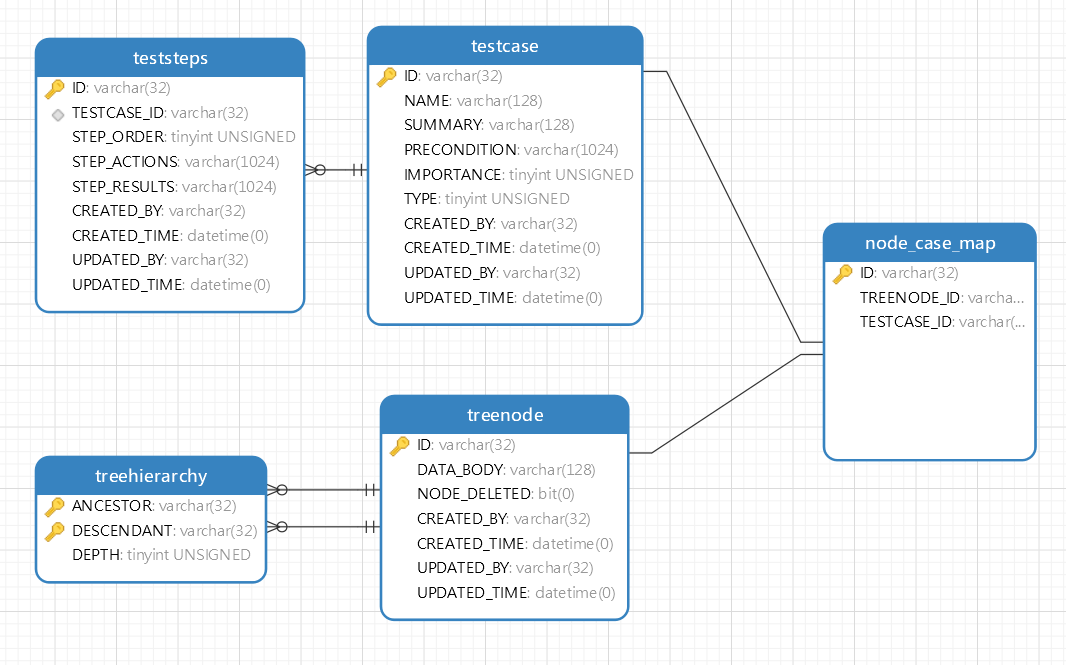 teststeps
ID: varchar(32)
TESTCASE_ID: varchar(32)
STEP_ORDER: tinyint UNSIGNED
STEP_ACTIONS: varchar(1024)
STEP_RESULTS: varchar(1024)
CREATED_BY: varchar(32)
CREATED_TIME: datetime(0)
UPDATED_BY: varchar(32)
UPDATED_TIME: datetime(0)
testcase
ID: varchar(32)
NAME: varchar(128)
SUMMARY: varchar(128)
PRECONDITION: varchar(1024)
IMPORTANCE: tinyint UNSIGNED
TYPE: tinyint UNSIGNED
CREATED_BY: varchar(32)
CREATED_TIME: datetime(0)
UPDATED_BY: varchar(32)
UPDATED_TIME: datetime(0)
node_case_map
ID: varchar(32)
TREENODE_ID: varcha...
TESTCASE_ID: varchar(...
treehierarchy
ANCESTOR: varchar(32)
DESCENDANT: varchar(32)
DEPTH: tinyint UNSIGNED
treenode
ID: varchar(32)
DATA_BODY: varchar(128)
NODE_DELETED: bit(0)
CREATED_BY: varchar(32)
CREATED_TIME: datetime(0)
UPDATED_BY: varchar(32)
UPDATED_TIME: datetime(0)